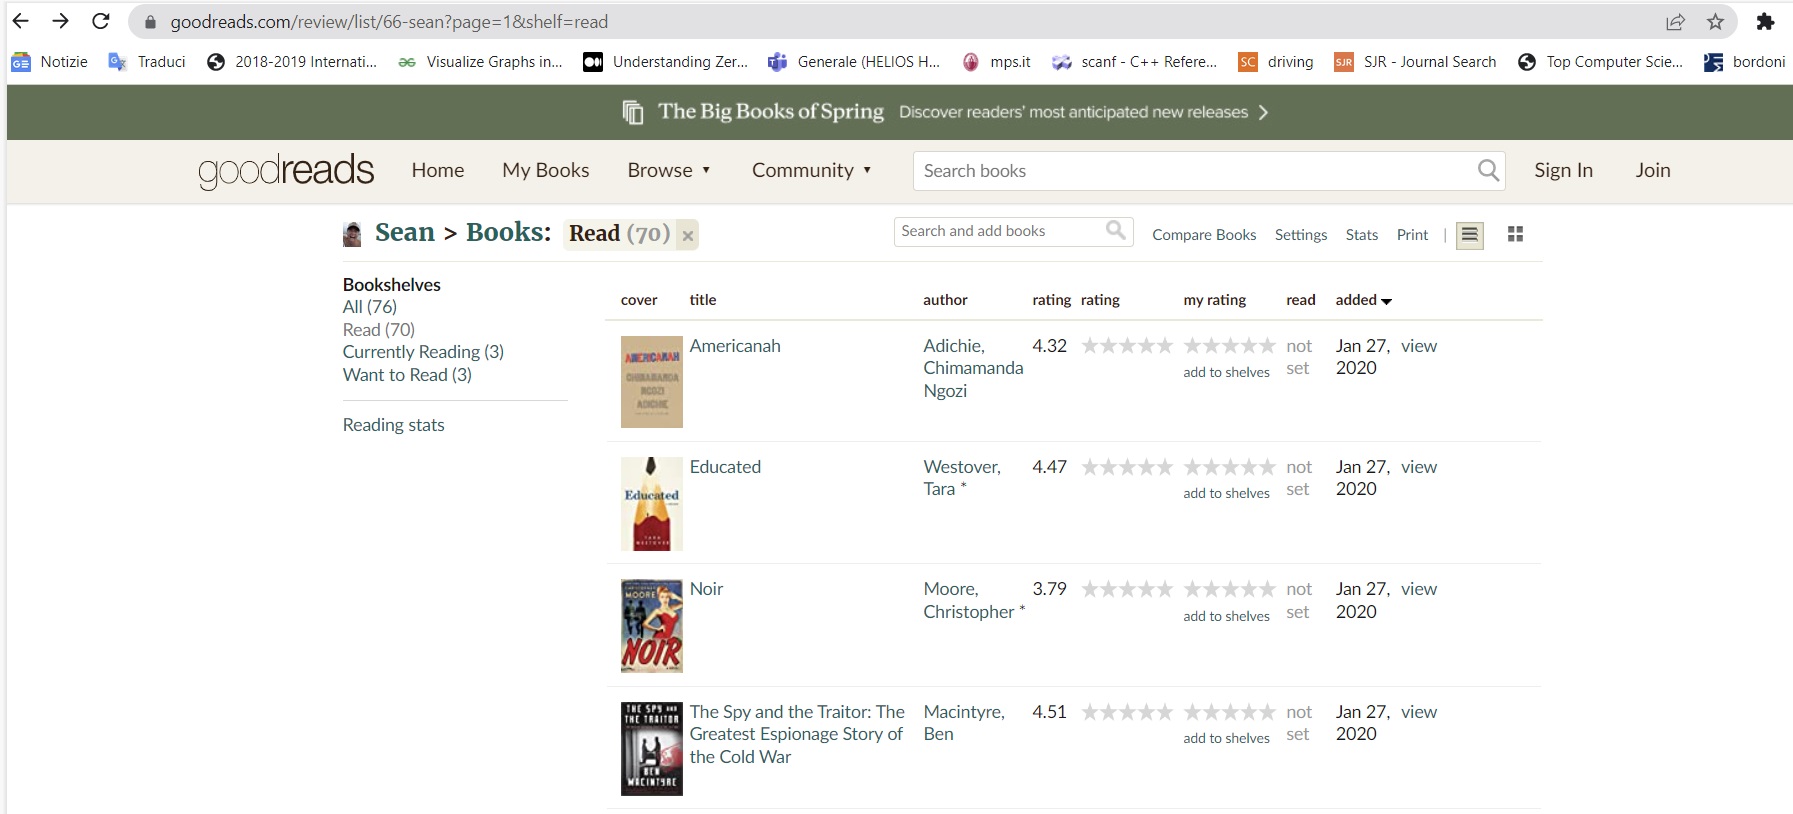 goodreads.com/review/list/66-sean?page=1&shelf=read
Notizie Traduci 2018-2019 Internati... Visualize Graphs in... Understanding Zer... Generale (HELIOS H... mps.it scanf - C++ Refere... SC driving SJR SJR - Journal Search Top Computer Scie... bordoni
The Big Books of Spring Discover readers' most anticipated new releases
goodreads Home My Books Browse ▼ Community ▼ Search books Sign In Join
Sean > Books: Read (70) × Search and add books Compare Books Settings Stats Print |
Bookshelves
All (76)
Read (70)
Currently Reading (3)
Want to Read (3)
Reading stats
cover title author rating rating my rating read added
AMERICANAH
CHIMAMANDA
NGOZI
ADICHIE
Americanah
Adichie,
Chimamanda
Ngozi
4.32
add to shelves
not
set
Jan 27,
2020
view
Educated
TARA
WESTOVER
Educated
Westover,
Tara *
4.47
add to shelves
not
set
Jan 27,
2020
view
CHRISTOPHER
MOORE
NOIR
Noir
Moore,
Christopher *
3.79
add to shelves
not
set
Jan 27,
2020
view
THE SPY AND
THE TRAITOR
BEN
MACINTYRE
The Spy and the Traitor: The
Greatest Espionage Story of
the Cold War
Macintyre,
Ben
4.51
add to shelves
not
set
Jan 27,
2020
view